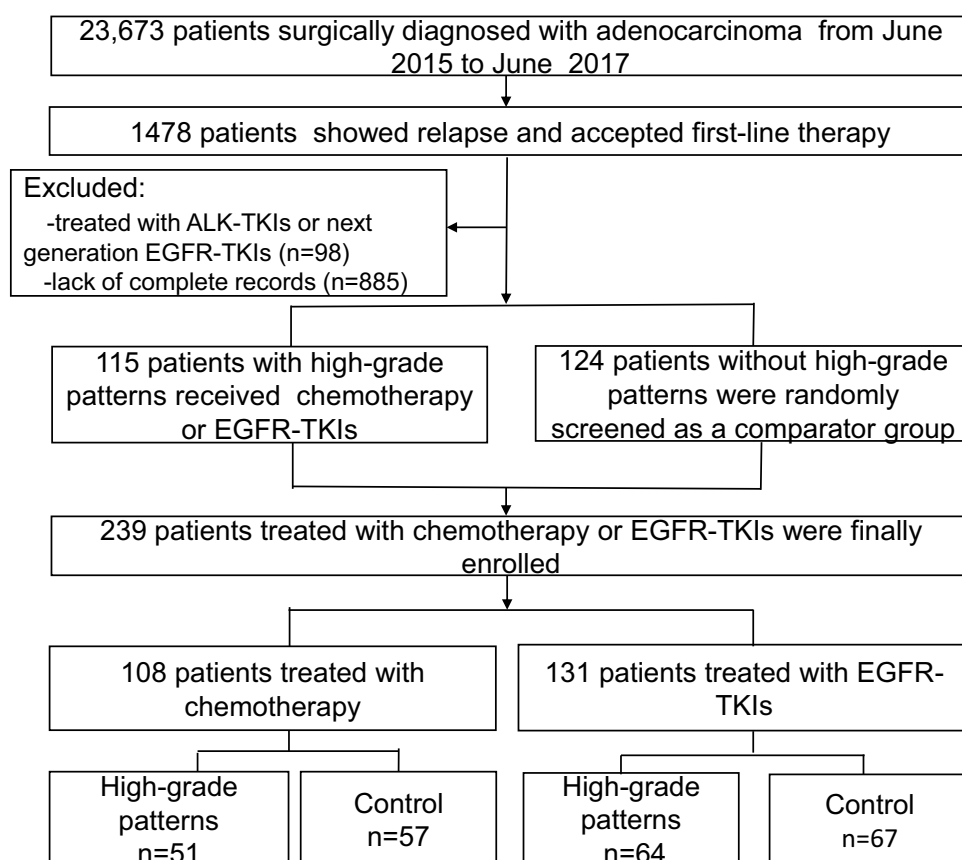 23,673 patients surgically diagnosed with adenocarcinoma from June
2015 to June 2017
1478 patients showed relapse and accepted first-line therapy
Excluded:
-treated with ALK-TKIs or next
generation EGFR-TKIs (n=98)
-lack of complete records (n=885)
115 patients with high-grade
patterns received chemotherapy
or EGFR-TKIs
124 patients without high-grade
patterns were randomly
screened as a comparator group
239 patients treated with chemotherapy or EGFR-TKIs were finally
enrolled
108 patients treated with
chemotherapy
131 patients treated with EGFR-
TKIs
High-grade
patterns
n=51
Control
n=57
High-grade
patterns
n=64
Control
n=67